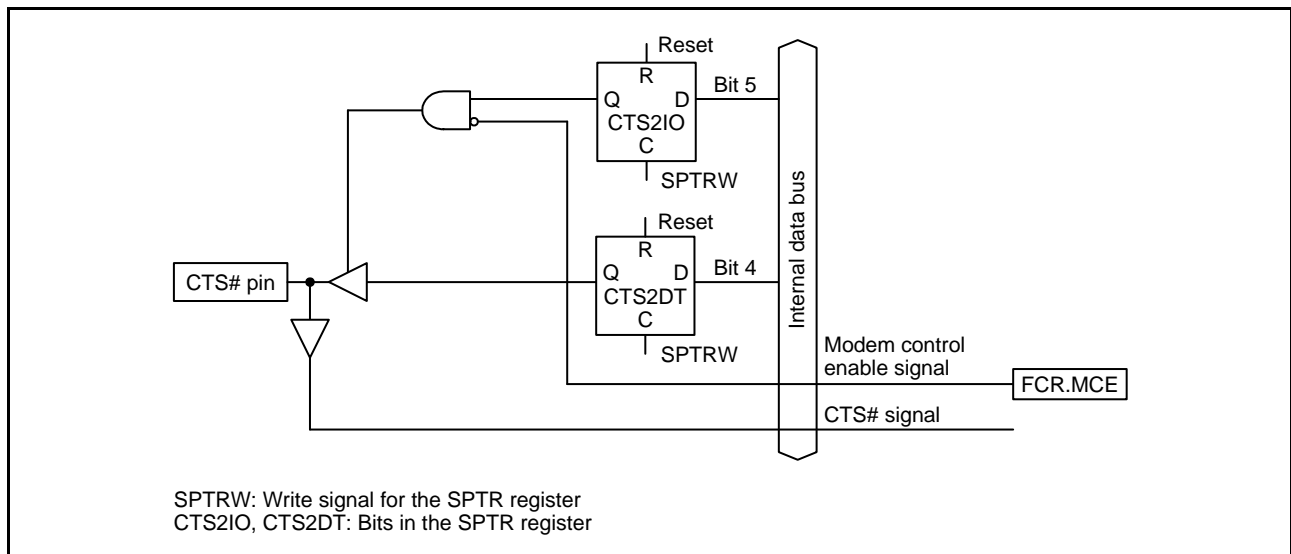 Reset
R
Q D
CTS2IO
C
Bit 5
SPTRW
Reset
R
Q D
CTS2DT
C
Bit 4
SPTRW
CTS# pin
Internal data bus
Modem control
enable signal
FCR.MCE
CTS# signal
SPTRW: Write signal for the SPTR register
CTS2IO, CTS2DT: Bits in the SPTR register